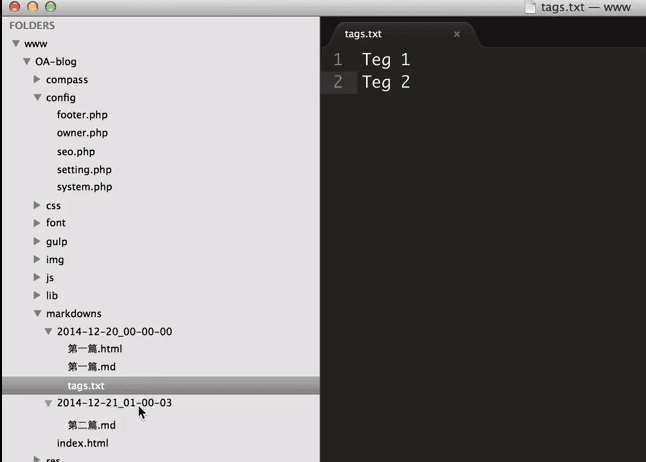 tags.txt — www
FOLDERS
www
OA-blog
compass
config
footer.php
owner.php
seo.php
setting.php
system.php
css
font
gulp
img
js
lib
markdowns
2014-12-20_00-00-00
第一篇.html
第一篇.md
tags.txt
2014-12-21_01-00-03
第二篇.md
index.html
res
tags.txt ×
1 Teg 1
2 Teg 2